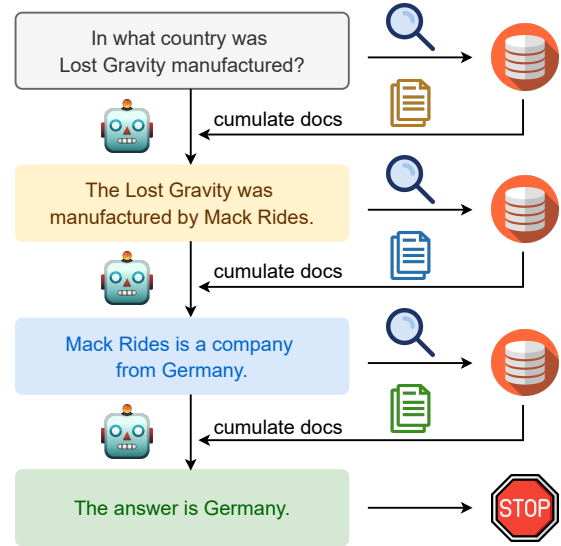 In what country was
Lost Gravity manufactured?
cumulate docs
The Lost Gravity was
manufactured by Mack Rides.
cumulate docs
Mack Rides is a company
from Germany.
cumulate docs
The answer is Germany.
STOP